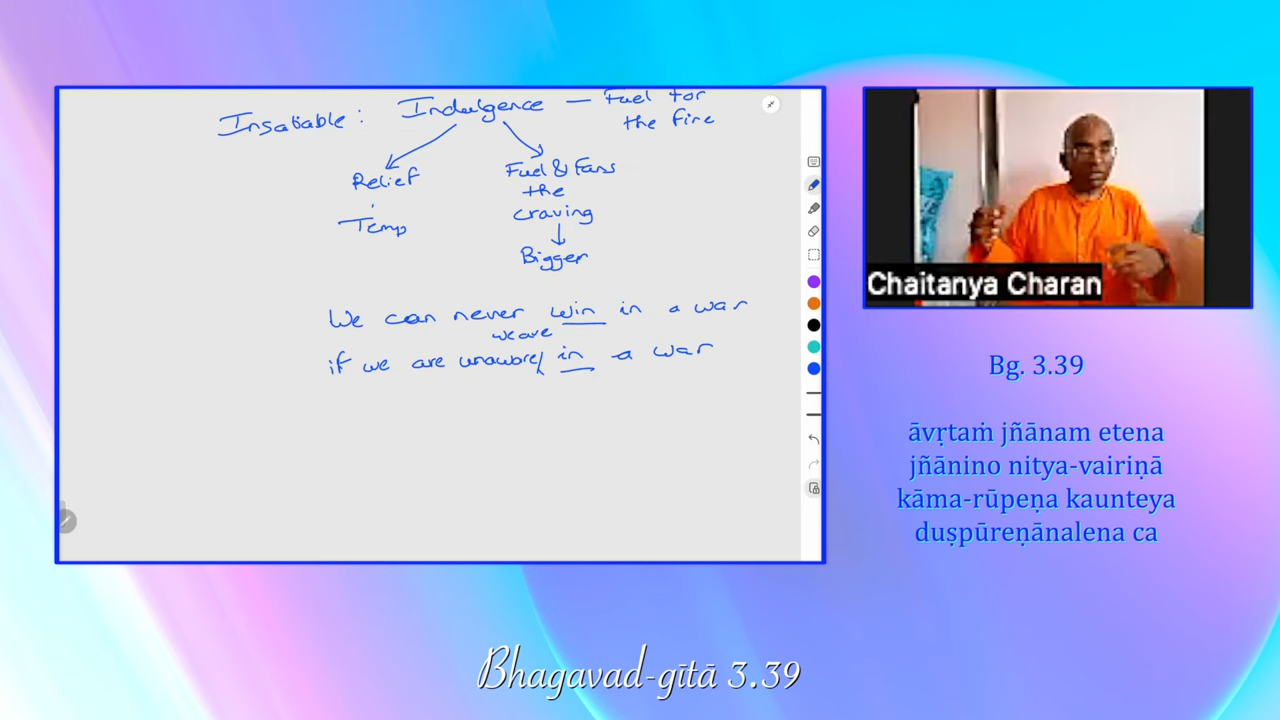 Insatiable : Indulgence — Fuel for
the fire
Relief
Temp
Fuel & Fans
the
craving
Bigger
We can never win in a war
we are
if we are unaware in a war
Chaitanya Charan
Bg. 3.39
āvṛtaṁ jñānam etena
jñānino nitya-vairiṇā
kāma-rūpeṇa kaunteya
duṣpūreṇānalena ca
Bhagavad-gītā 3.39